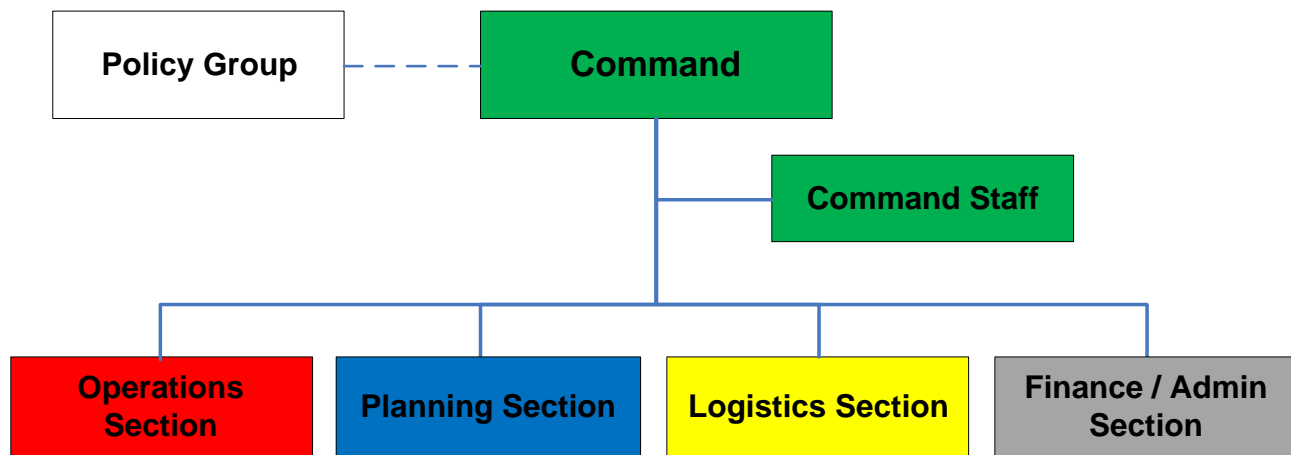 Policy Group
Command
Command Staff
Operations
Section
Planning Section
Logistics Section
Finance / Admin
Section